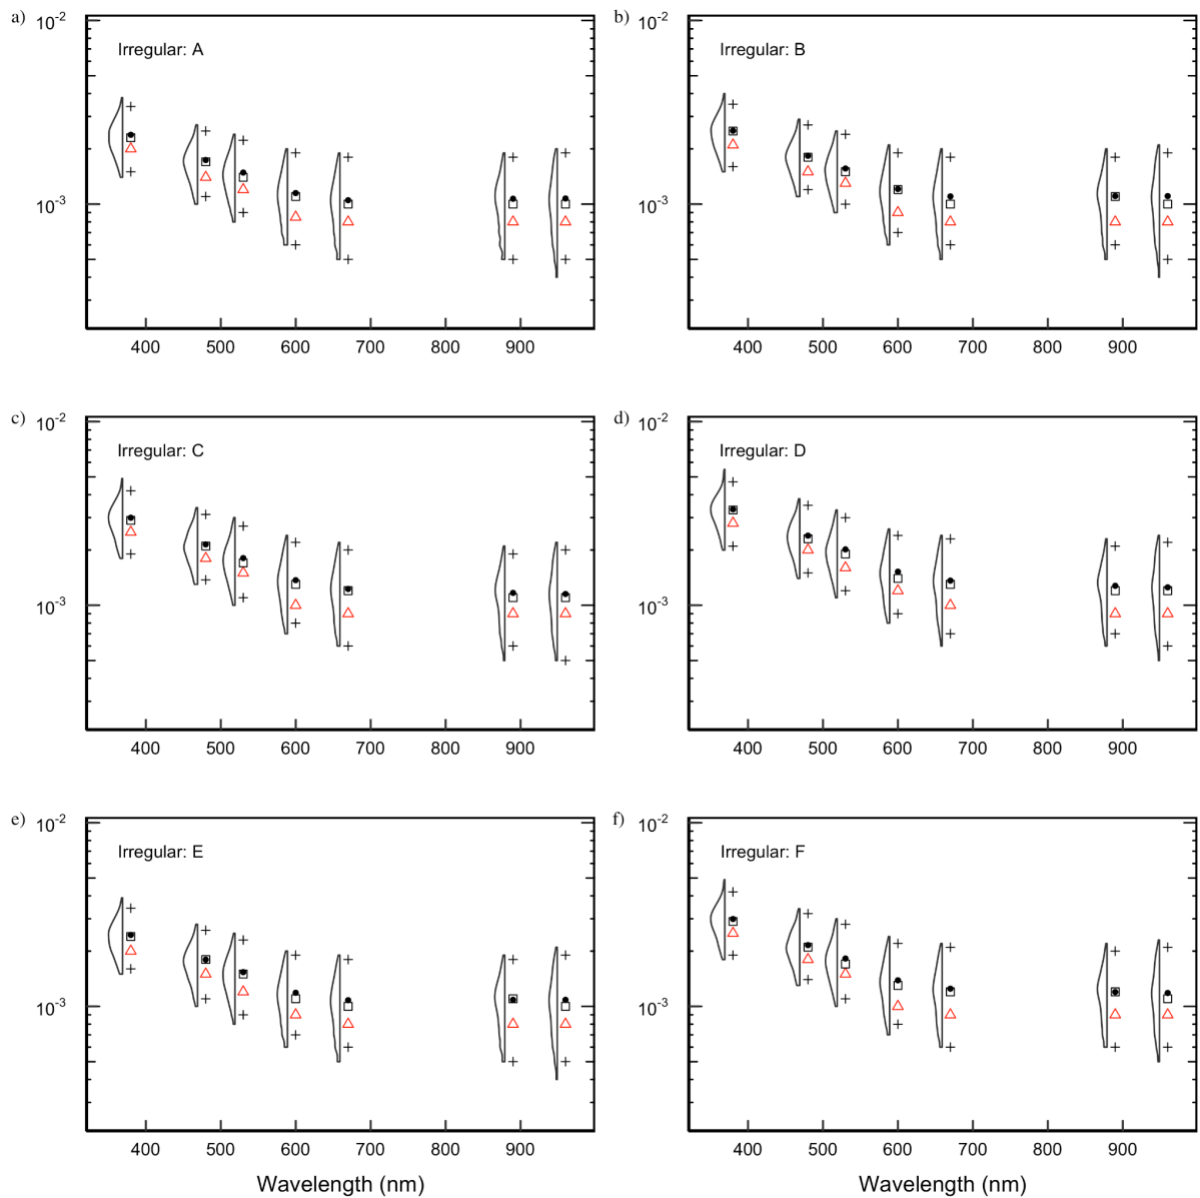 a) 10-2 Irregular: A
10-3
400 500 600 700 800 900
b) 10-2 Irregular: B
10-3
400 500 600 700 800 900
c) 10-2 Irregular: C
10-3
400 500 600 700 800 900
d) 10-2 Irregular: D
10-3
400 500 600 700 800 900
e) 10-2 Irregular: E
10-3
400 500 600 700 800 900
Wavelength (nm)
f) 10-2 Irregular: F
10-3
400 500 600 700 800 900
Wavelength (nm)